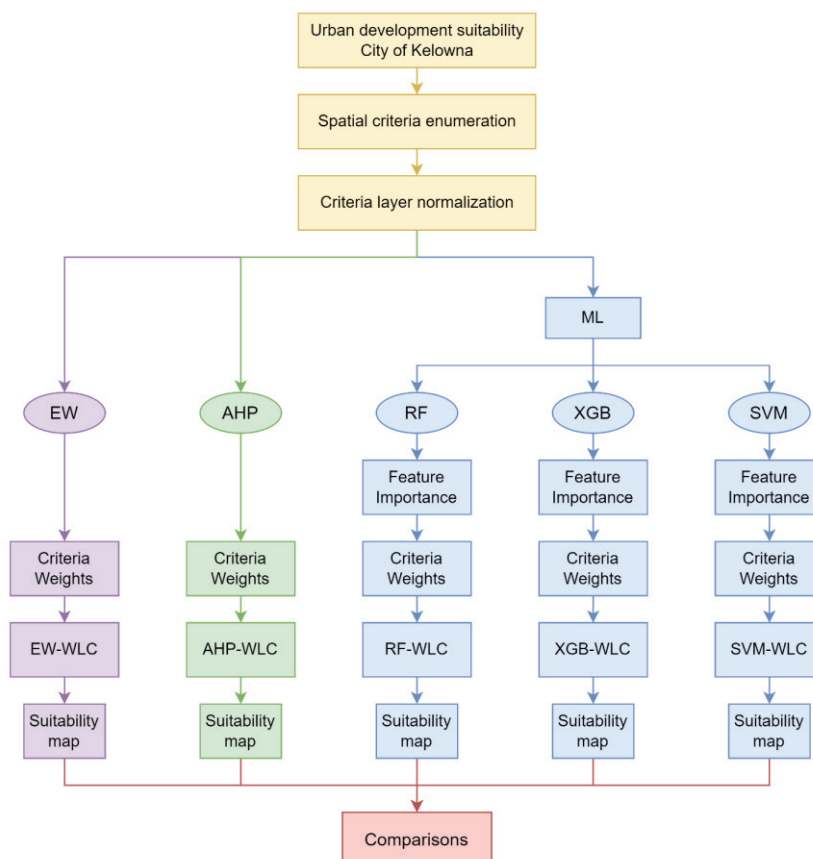 Urban development suitability
City of Kelowna
Spatial criteria enumeration
Criteria layer normalization
ML
EW
AHP
RF
XGB
SVM
Feature
Importance
Feature
Importance
Feature
Importance
Criteria
Weights
Criteria
Weights
Criteria
Weights
Criteria
Weights
Criteria
Weights
EW-WLC
AHP-WLC
RF-WLC
XGB-WLC
SVM-WLC
Suitability
map
Suitability
map
Suitability
map
Suitability
map
Suitability
map
Comparisons